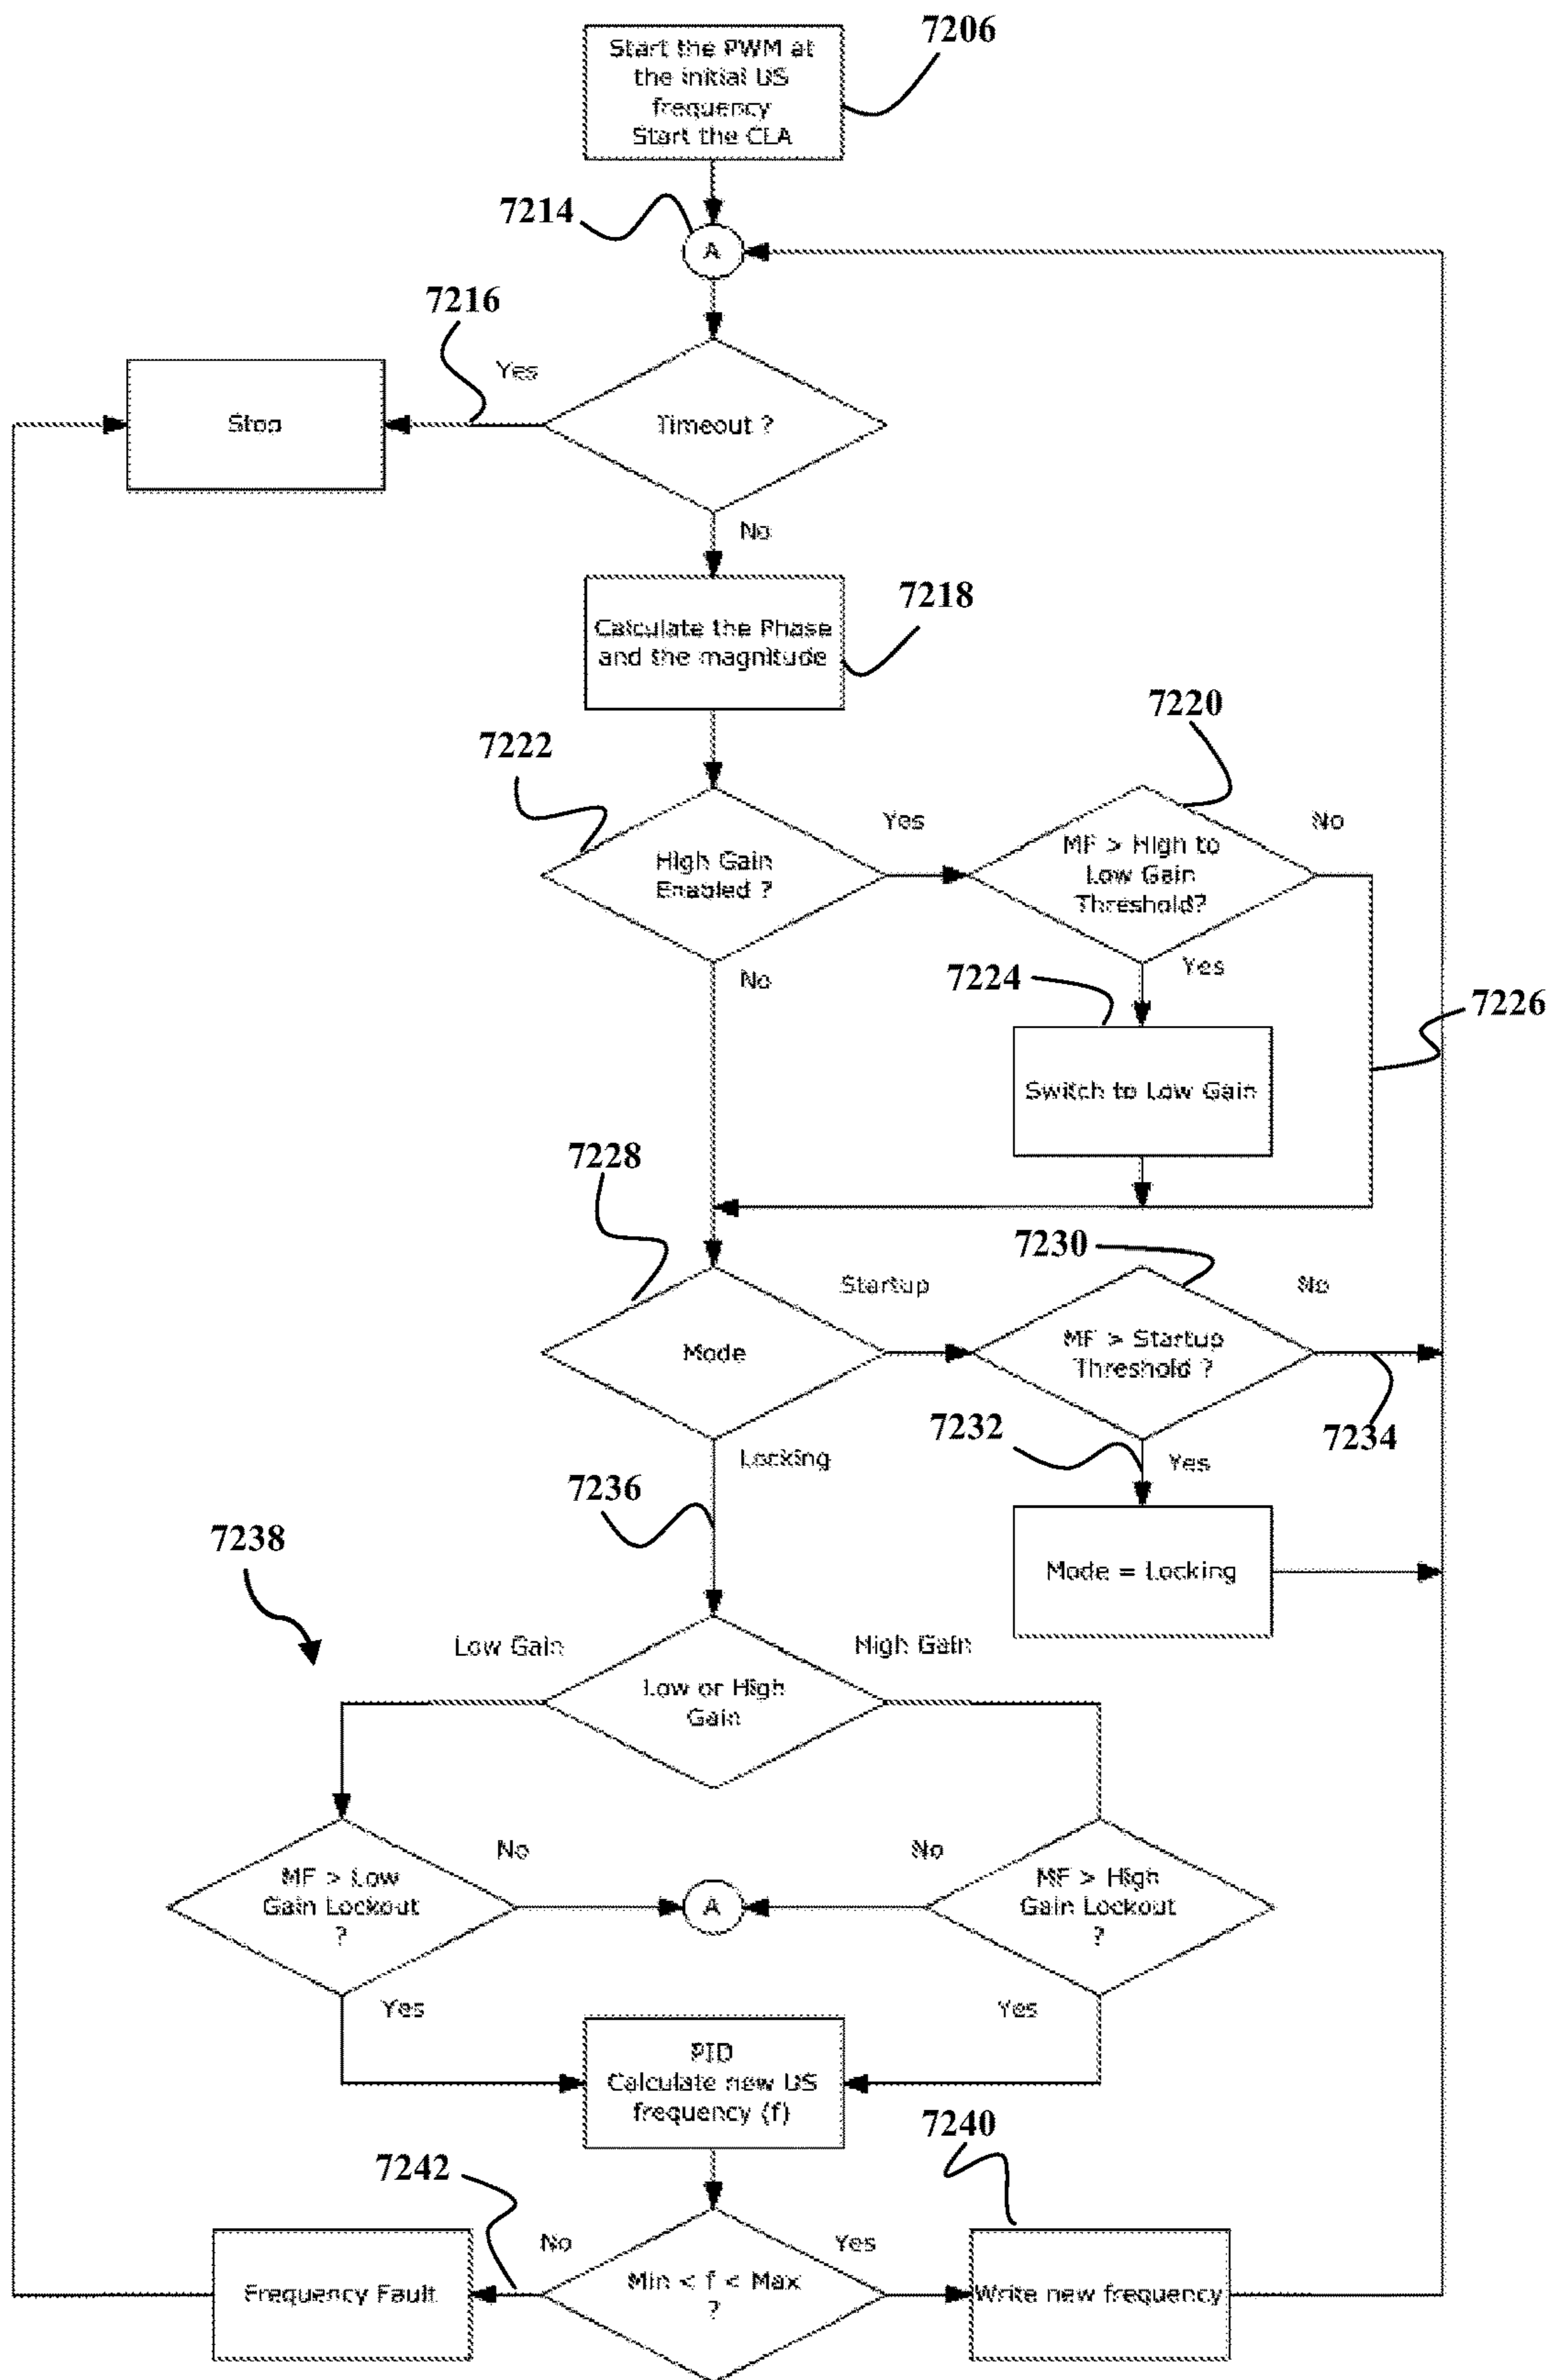 Start the PWM at
the initial US
frequency
Start the CLA
7206
7214
A
7216
Yes
Stop
Timeout ?
No
Calculate the Phase
and the magnitude
7218
7220
7222
High Gain
Enabled ?
Yes
MF > High to
Low Gain
Threshold?
No
No
7224
Yes
7226
Switch to Low Gain
7228
7230
Startup
No
Mode
MF > Startup
Threshold ?
7232
7234
Locking
Yes
7236
Mode = Locking
7238
Low Gain
High Gain
Low or High
Gain
No
No
MF > Low
Gain Lockout
?
A
MF > High
Gain Lockout
?
Yes
Yes
PID
Calculate new US
frequency (f)
7240
7242
No
Yes
Frequency Fault
Min < f < Max
?
Write new frequency